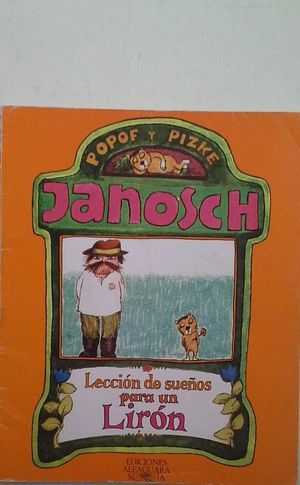 POPOF Y PIZKE
JANOSCH
Lección de sueños
para un
Lirón
EDICIONES
ALFAGUARA